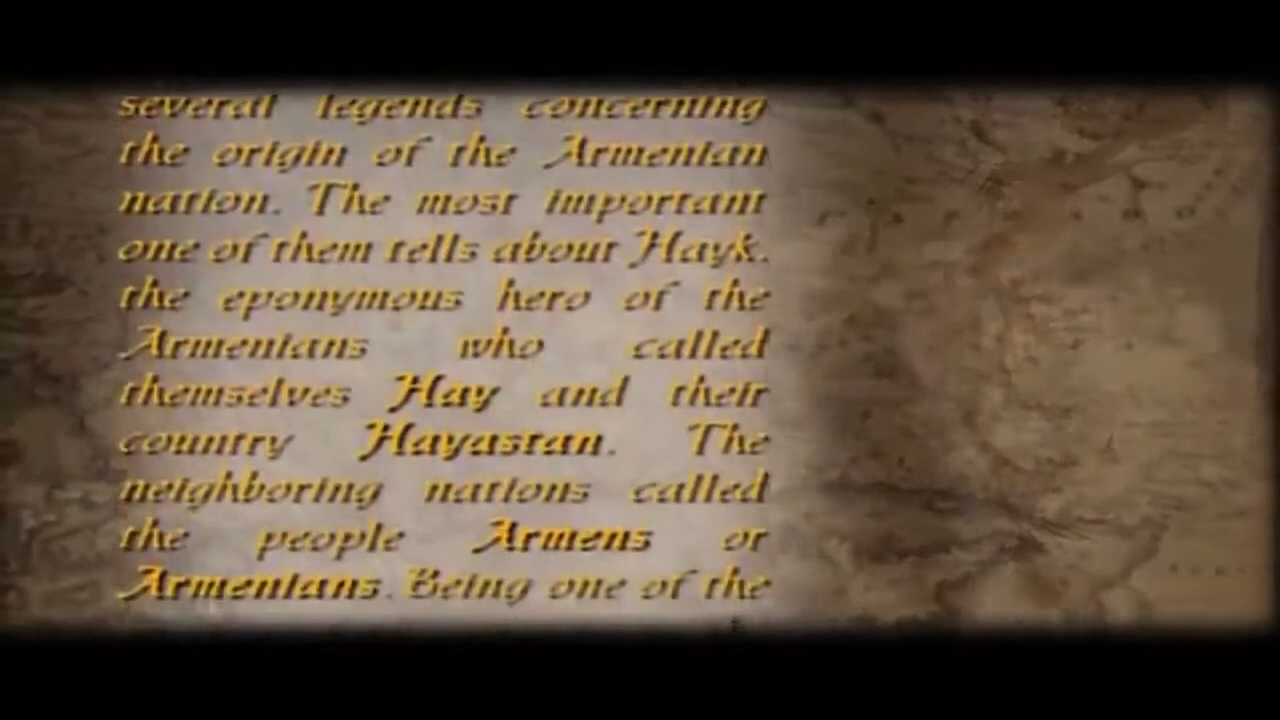 several legends concerning
the origin of the Armenian
nation. The most important
one of them tells about Hayk.
the eponymous hero of the
Armenians who called
themselves Hay and their
country Hayastan. The
neighboring nations called
the people Armens or
Armenians. Being one of the